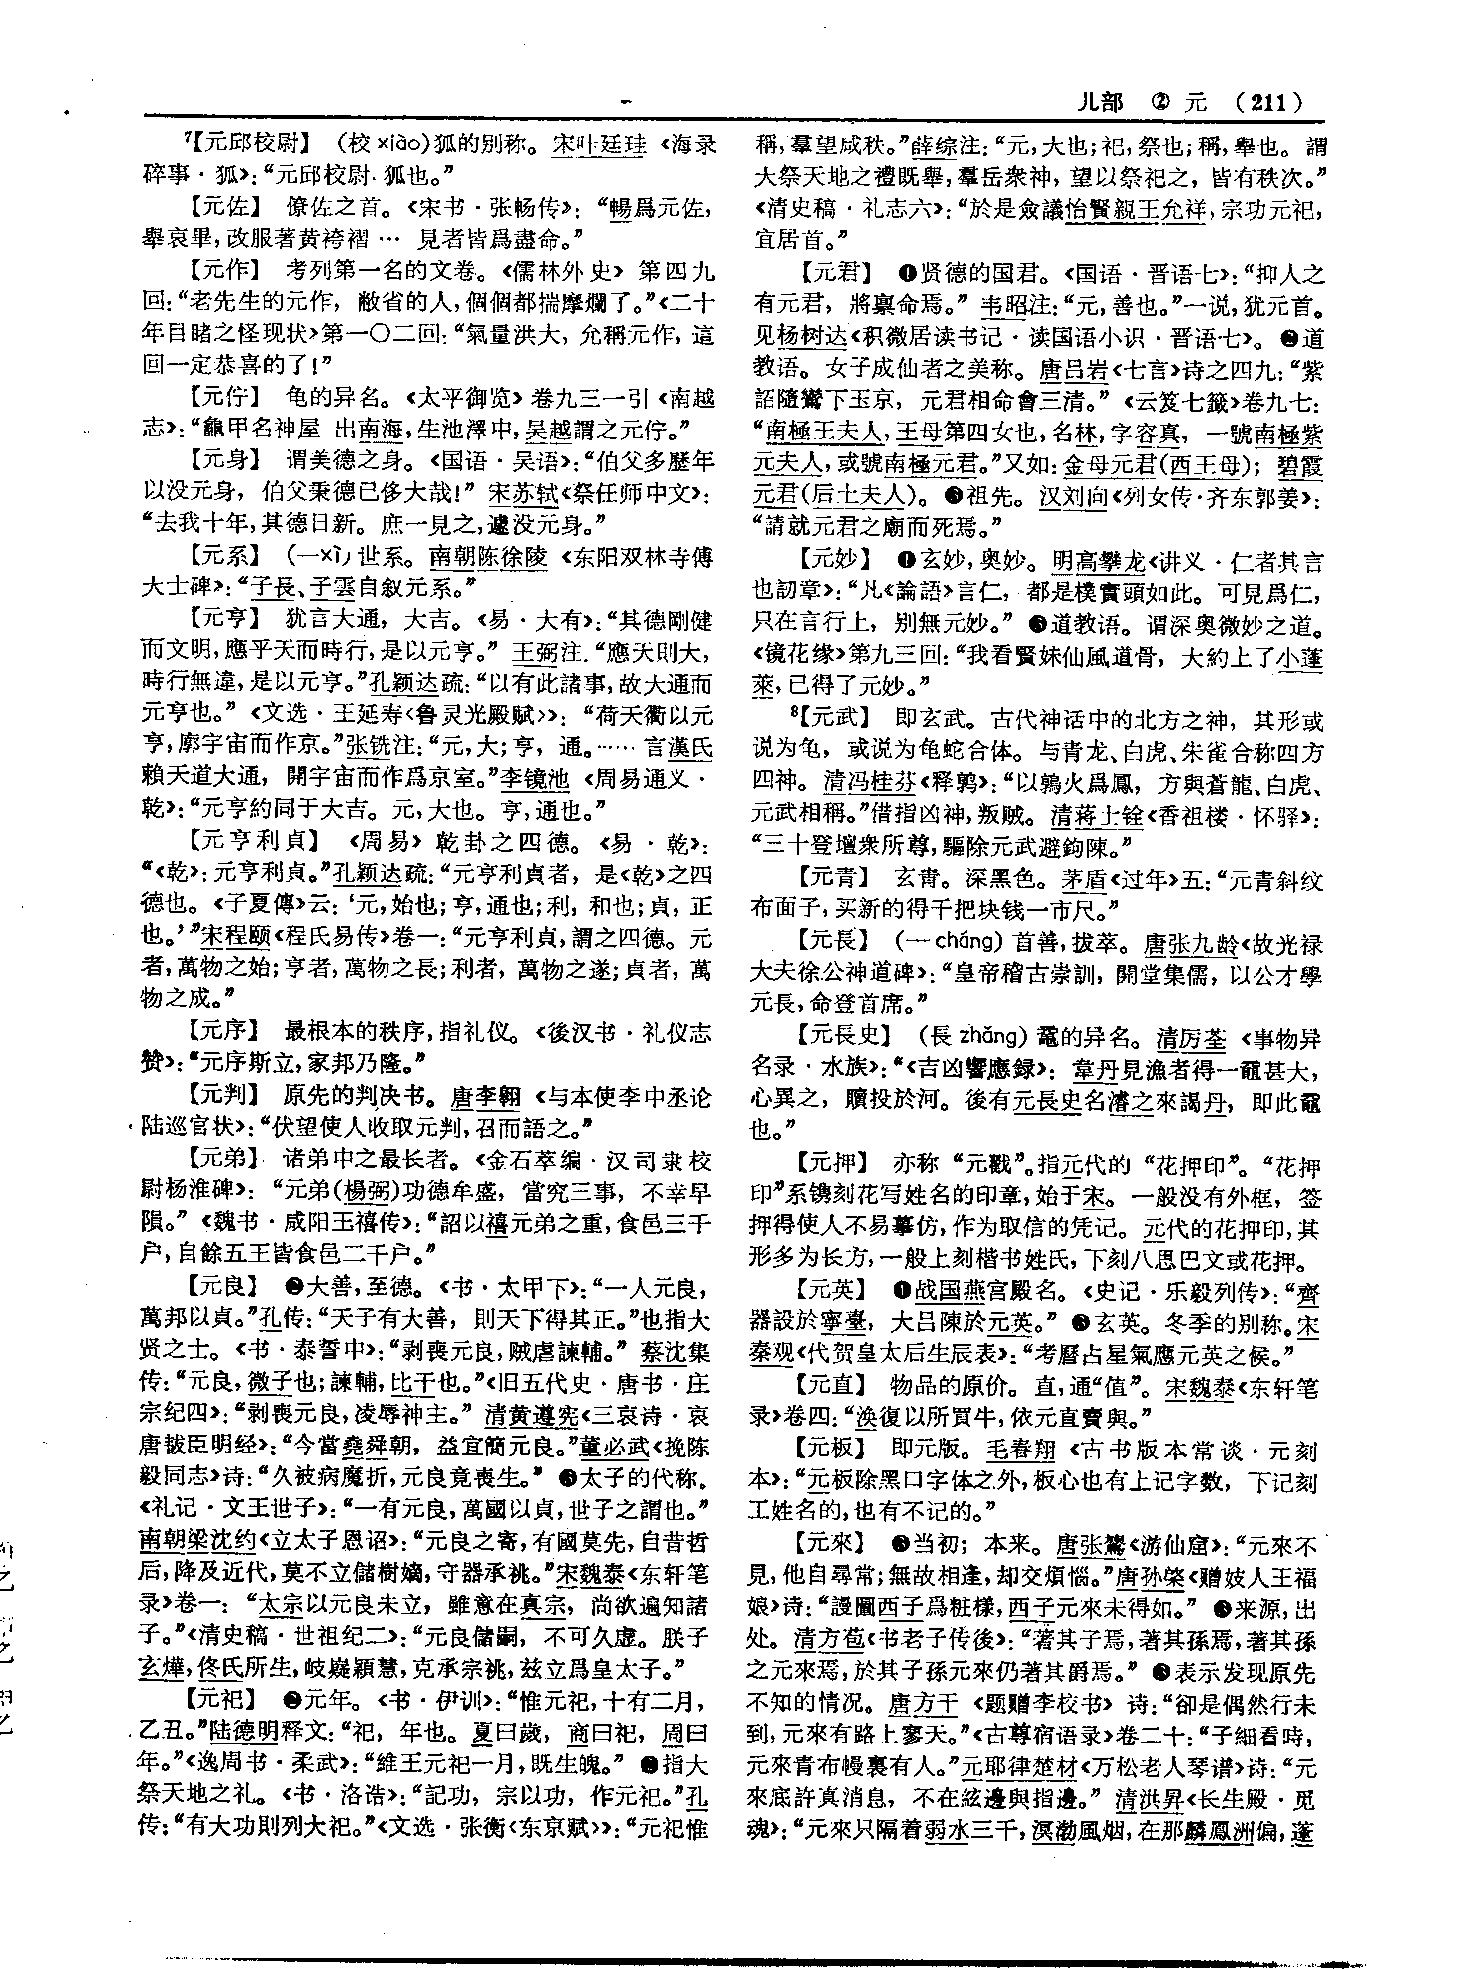 儿部 ② 元 (211)
⁷【元邱校尉】 (校 xiào)狐的别称。宋叶廷珪《海录
碎事·狐》：“元邱校尉，狐也。”
【元佐】 僚佐之首。《宋书·张畅传》：“暢爲元佐，
舉哀畢，改服著黄袴褶… 見者皆爲盡命。”
【元作】 考列第一名的文卷。《儒林外史》第四九
回：“老先生的元作，敝省的人，個個都揣摩爛了。”《二十
年目睹之怪现状》第一〇二回：“氣量洪大，允稱元作，這
回一定恭喜的了！”
【元佇】 龟的异名。《太平御览》卷九三一引《南越
志》：“龜甲名神屋 出南海，生池澤中，吴越謂之元佇。”
【元身】 谓美德之身。《国语·吴语》：“伯父多歷年
以没元身，伯父秉德已侈大哉！”宋苏轼《祭任师中文》：
“去我十年，其德日新。庶一見之，遽没元身。”
【元系】 (一xì)世系。南朝陈徐陵《东阳双林寺傅
大士碑》：“子長、子雲自叙元系。”
【元亨】 犹言大通，大吉。《易·大有》：“其德剛健
而文明，應乎天而時行，是以元亨。”王弼注：“應天則大，
時行無違，是以元亨。”孔颖达疏：“以有此諸事，故大通而
元亨也。”《文选·王延寿〈鲁灵光殿赋〉》：“荷天衢以元
亨，廓宇宙而作京。”张铣注：“元，大；亨，通。……言漢氏
賴天道大通，開宇宙而作爲京室。”李镜池《周易通义·
乾》：“元亨約同于大吉。元，大也。亨，通也。”
【元亨利貞】 《周易》乾卦之四德。《易·乾》：
“《乾》：元亨利貞。”孔颖达疏：“元亨利貞者，是《乾》之四
德也。《子夏傳》云：‘元，始也；亨，通也；利，和也；貞，正
也。’”宋程颐《程氏易传》卷一：“元亨利貞，謂之四德。元
者，萬物之始；亨者，萬物之長；利者，萬物之遂；貞者，萬
物之成。”
【元序】 最根本的秩序，指礼仪。《後汉书·礼仪志
赞》：“元序斯立，家邦乃隆。”
【元判】 原先的判决书。唐李翱《与本使李中丞论
陆巡官状》：“伏望使人收取元判，召而語之。”
【元弟】 诸弟中之最长者。《金石萃编·汉司隶校
尉杨淮碑》：“元弟(楊弼)功德牟盛，當究三事，不幸早
隕。”《魏书·咸阳王禧传》：“詔以禧元弟之重，食邑三千
户，自餘五王皆食邑二千户。”
【元良】 ❷大善，至德。《书·太甲下》：“一人元良，
萬邦以貞。”孔传：“天子有大善，則天下得其正。”也指大
贤之士。《书·泰誓中》：“剥喪元良，賊虐諫輔。”蔡沈集
传：“元良，微子也；諫輔，比干也。”《旧五代史·唐书·庄
宗纪四》：“剥喪元良，凌辱神主。”清黄遵宪《三哀诗·哀
唐韨臣明经》：“今當堯舜朝，益宜簡元良。”董必武《挽陈
毅同志》诗：“久被病魔折，元良竟喪生。”❸太子的代称。
《礼记·文王世子》：“一有元良，萬國以貞，世子之謂也。”
南朝梁沈约《立太子恩诏》：“元良之寄，有國莫先，自昔哲
后，降及近代，莫不立儲樹嫡，守器承祧。”宋魏泰《东轩笔
录》卷一：“太宗以元良未立，雖意在真宗，尚欲遍知諸
子。”《清史稿·世祖纪二》：“元良儲嗣，不可久虚。朕子
玄燁，佟氏所生，岐嶷穎慧，克承宗祧，兹立爲皇太子。”
【元祀】 ❷元年。《书·伊训》：“惟元祀，十有二月，
乙丑。”陆德明释文：“祀，年也。夏曰歲，商曰祀，周曰
年。”《逸周书·柔武》：“維王元祀一月，既生魄。”指大
祭天地之礼。《书·洛诰》：“記功，宗以功，作元祀。”孔
传：“有大功則列大祀。”《文选·张衡〈东京赋〉》：“元祀惟
稱，羣望咸秩。”薛综注：“元，大也；祀，祭也；稱，舉也。謂
大祭天地之禮既舉，羣岳衆神，望以祭祀之，皆有秩次。”
《清史稿·礼志六》：“於是僉議怡賢親王允祥，宗功元祀，
宜居首。”
【元君】 ❶贤德的国君。《国语·晋语七》：“抑人之
有元君，將禀命焉。”韦昭注：“元，善也。”一说，犹元首。
见杨树达《积微居读书记·读国语小识·晋语七》。❷道
教语。女子成仙者之美称。唐吕岩《七言》诗之四九：“紫
詔隨鸞下玉京，元君相命會三清。”《云笈七籤》卷九七：
“南極王夫人，王母第四女也，名林，字容真，一號南極紫
元夫人，或號南極元君。”又如：金母元君(西王母)；碧霞
元君(后土夫人)。❸祖先。汉刘向《列女传·齐东郭姜》：
“請就元君之廟而死焉。”
【元妙】 ❶玄妙，奥妙。明高攀龙《讲义·仁者其言
也訒章》：“凡《論語》言仁，都是樸實頭如此。可見爲仁，
只在言行上，别無元妙。”道教语。谓深奥微妙之道。
《镜花缘》第九三回：“我看賢妹仙風道骨，大約上了小蓬
萊，已得了元妙。”
⁸【元武】 即玄武。古代神话中的北方之神，其形或
说为龟，或说为龟蛇合体。与青龙、白虎、朱雀合称四方
四神。清冯桂芬《释鹑》：“以鶉火爲鳳，方與蒼龍、白虎、
元武相稱。”借指凶神，叛贼。清蒋士铨《香祖楼·怀驿》：
“三十登壇衆所尊，驅除元武避鉤陳。”
【元青】 玄青。深黑色。茅盾《过年》五：“元青斜纹
布面子，买新的得千把块钱一市尺。”
【元長】 (一 cháng)首善，拔萃。唐张九龄《故光禄
大夫徐公神道碑》：“皇帝稽古崇訓，開堂集儒，以公才學
元長，命登首席。”
【元長史】 (長 zhǎng)鼋的异名。清厉荃《事物异
名录·水族》：“《吉凶響應録》：韋丹見漁者得一黿甚大，
心異之，贖投於河。後有元長史名濬之來謁丹，即此黿
也。”
【元押】 亦称“元戳”。指元代的“花押印”。“花押
印”系镌刻花写姓名的印章，始于宋。一般没有外框，签
押得使人不易摹仿，作为取信的凭记。元代的花押印，其
形多为长方，一般上刻楷书姓氏，下刻八思巴文或花押。
【元英】 ❶战国燕宫殿名。《史记·乐毅列传》：“齊
器設於寧臺，大吕陳於元英。”❸玄英。冬季的别称。宋
秦观《代贺皇太后生辰表》：“考曆占星氣應元英之候。”
【元直】 物品的原价。直，通“值”。宋魏泰《东轩笔
录》卷四：“涣復以所買牛，依元直賣與。”
【元板】 即元版。毛春翔《古书版本常谈·元刻
本》：“元板除黑口字体之外，板心也有上记字数，下记刻
工姓名的，也有不记的。”
【元來】 当初；本来。唐张鷟《游仙窟》：“元來不
見，他自尋常；無故相逢，却交煩惱。”唐孙棨《赠妓人王福
娘》诗：“謾圖西子爲粧樣，西子元來未得如。”来源，出
处。清方苞《书老子传後》：“著其子焉，著其孫焉，著其孫
之元來焉，於其子孫元來仍著其爵焉。”表示发现原先
不知的情况。唐方干《题赠李校书》诗：“卻是偶然行未
到，元來有路上寥天。”《古尊宿语录》卷二十：“子細看時，
元來青布幔裏有人。”元耶律楚材《万松老人琴谱》诗：“元
來底許真消息，不在絃邊與指邊。”清洪昇《长生殿·觅
魂》：“元來只隔着弱水三千，溟渤風烟，在那麟鳳洲偏，蓬